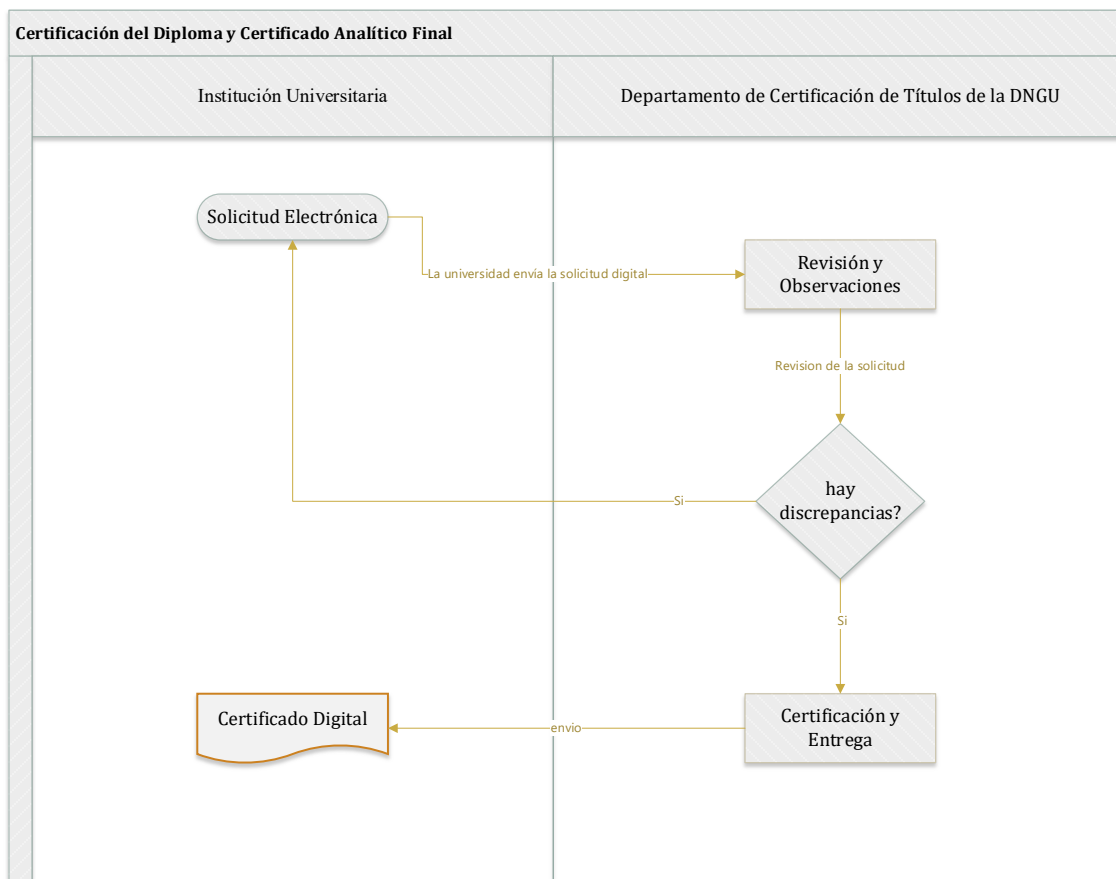 Certificación del Diploma y Certificado Analítico Final
Institución Universitaria
Departamento de Certificación de Títulos de la DNGU
Solicitud Electrónica
La universidad envía la solicitud digital
Revisión y
Observaciones
Revision de la solicitud
hay
discrepancias?
Si
Si
Certificado Digital
envio
Certificación y
Entrega